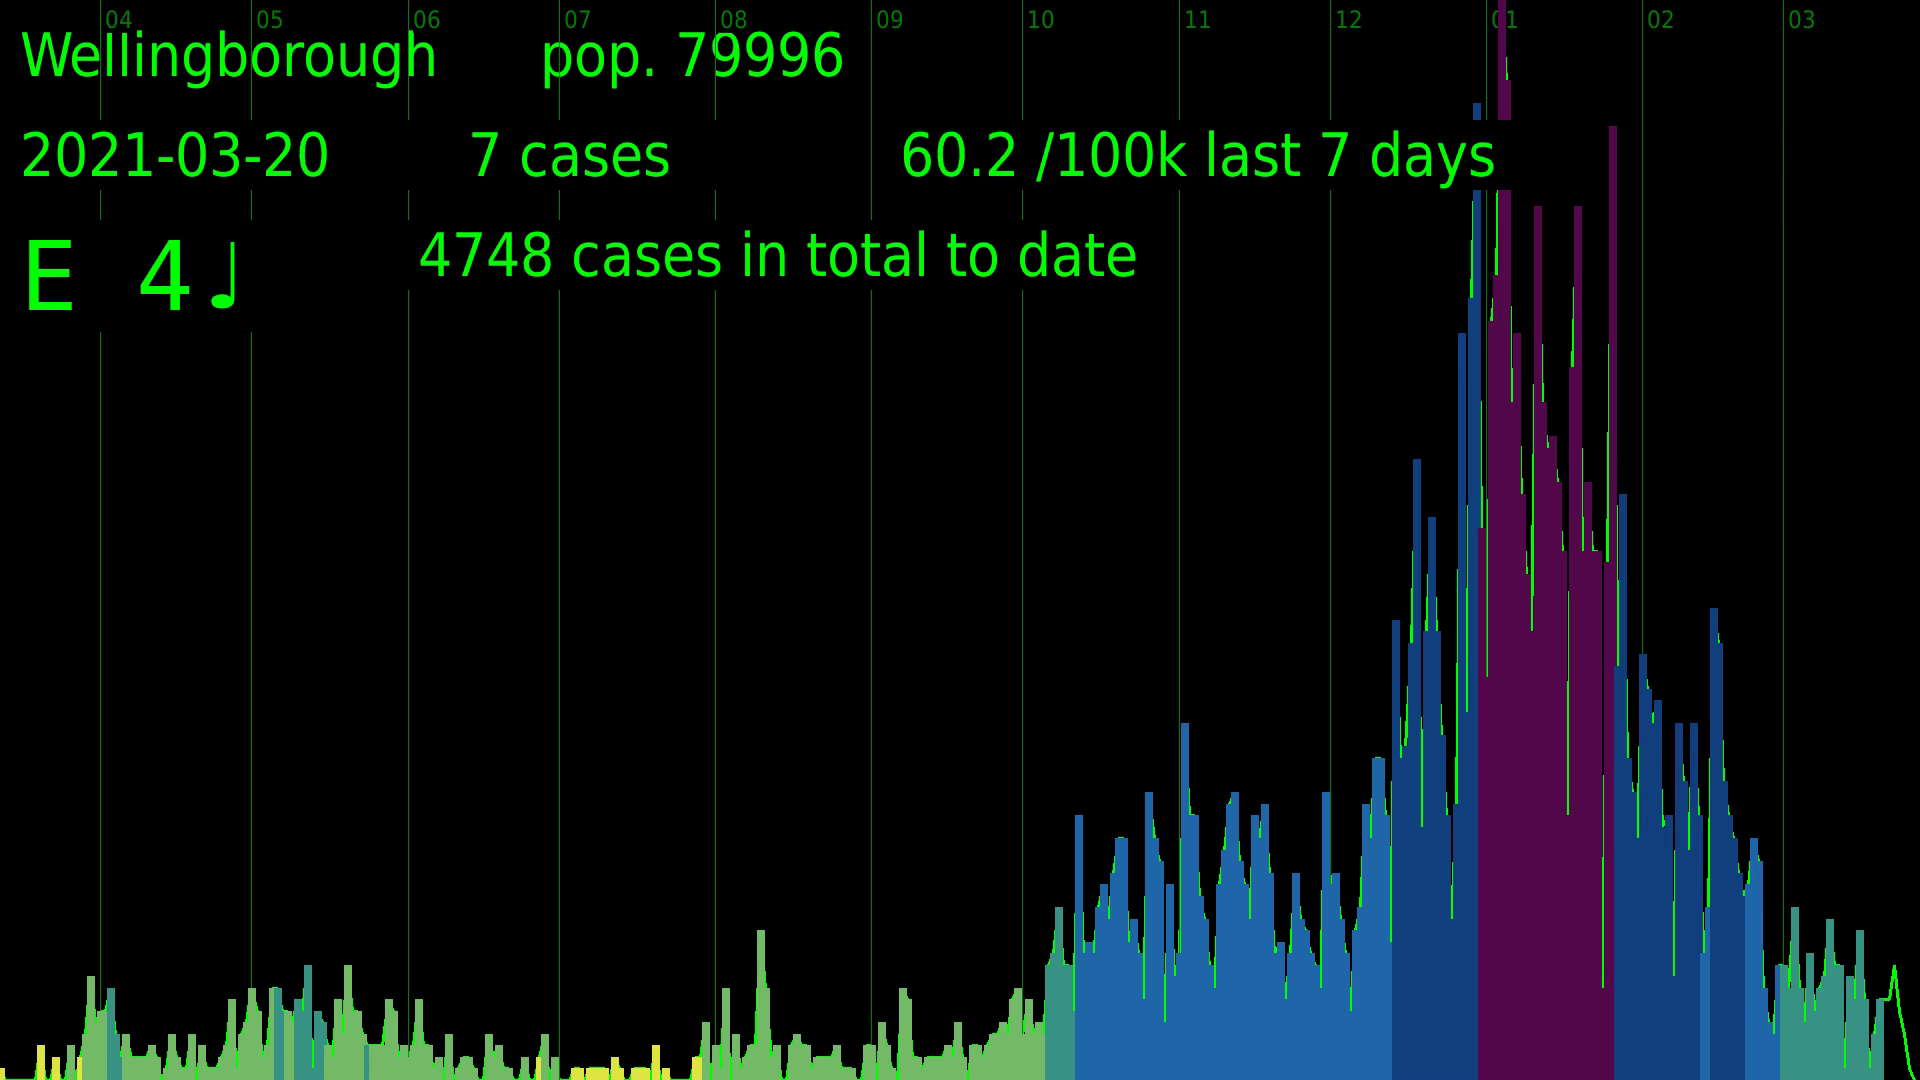 04 05 06 07 08 09 10 11 12 01 02 03
Wellingborough pop. 79996
2021-03-20 7 cases 60.2 /100k last 7 days
E 4♩ 4748 cases in total to date